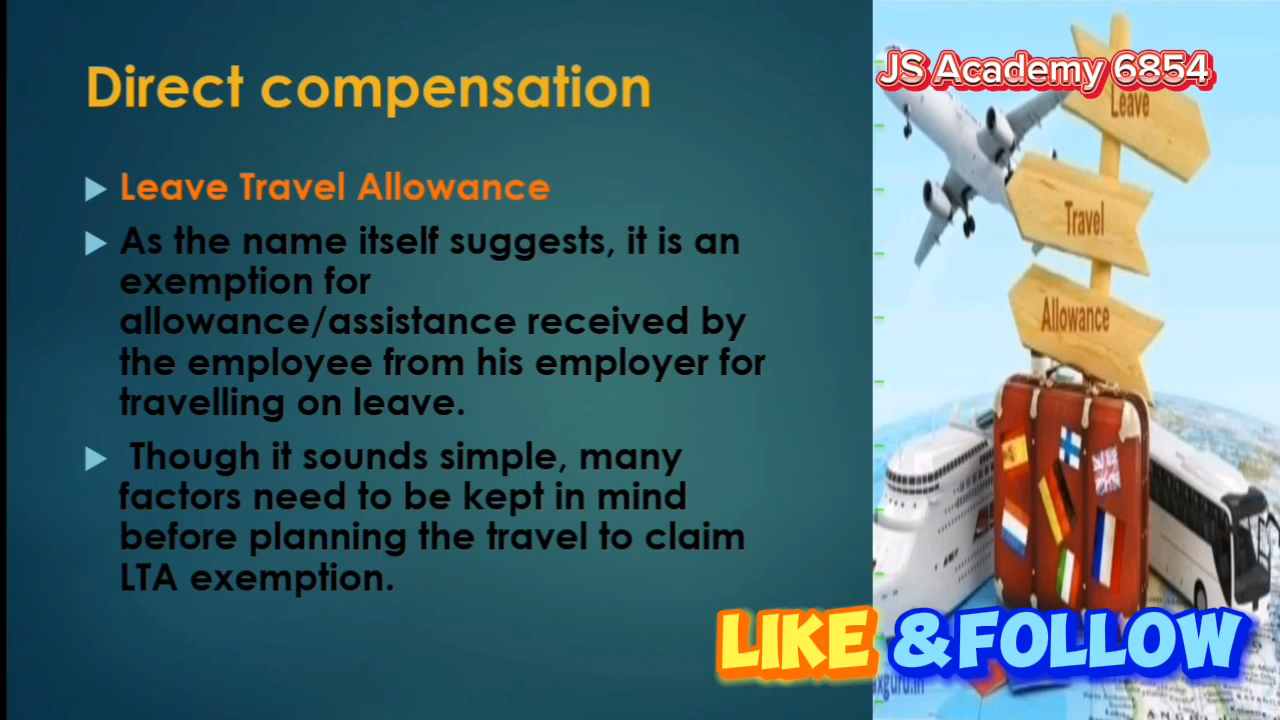 Direct compensation
JS Academy 6854
Leave
Travel
Allowance
Leave Travel Allowance
As the name itself suggests, it is an
exemption for
allowance/assistance received by
the employee from his employer for
travelling on leave.
Though it sounds simple, many
factors need to be kept in mind
before planning the travel to claim
LTA exemption.
LIKE &FOLLOW